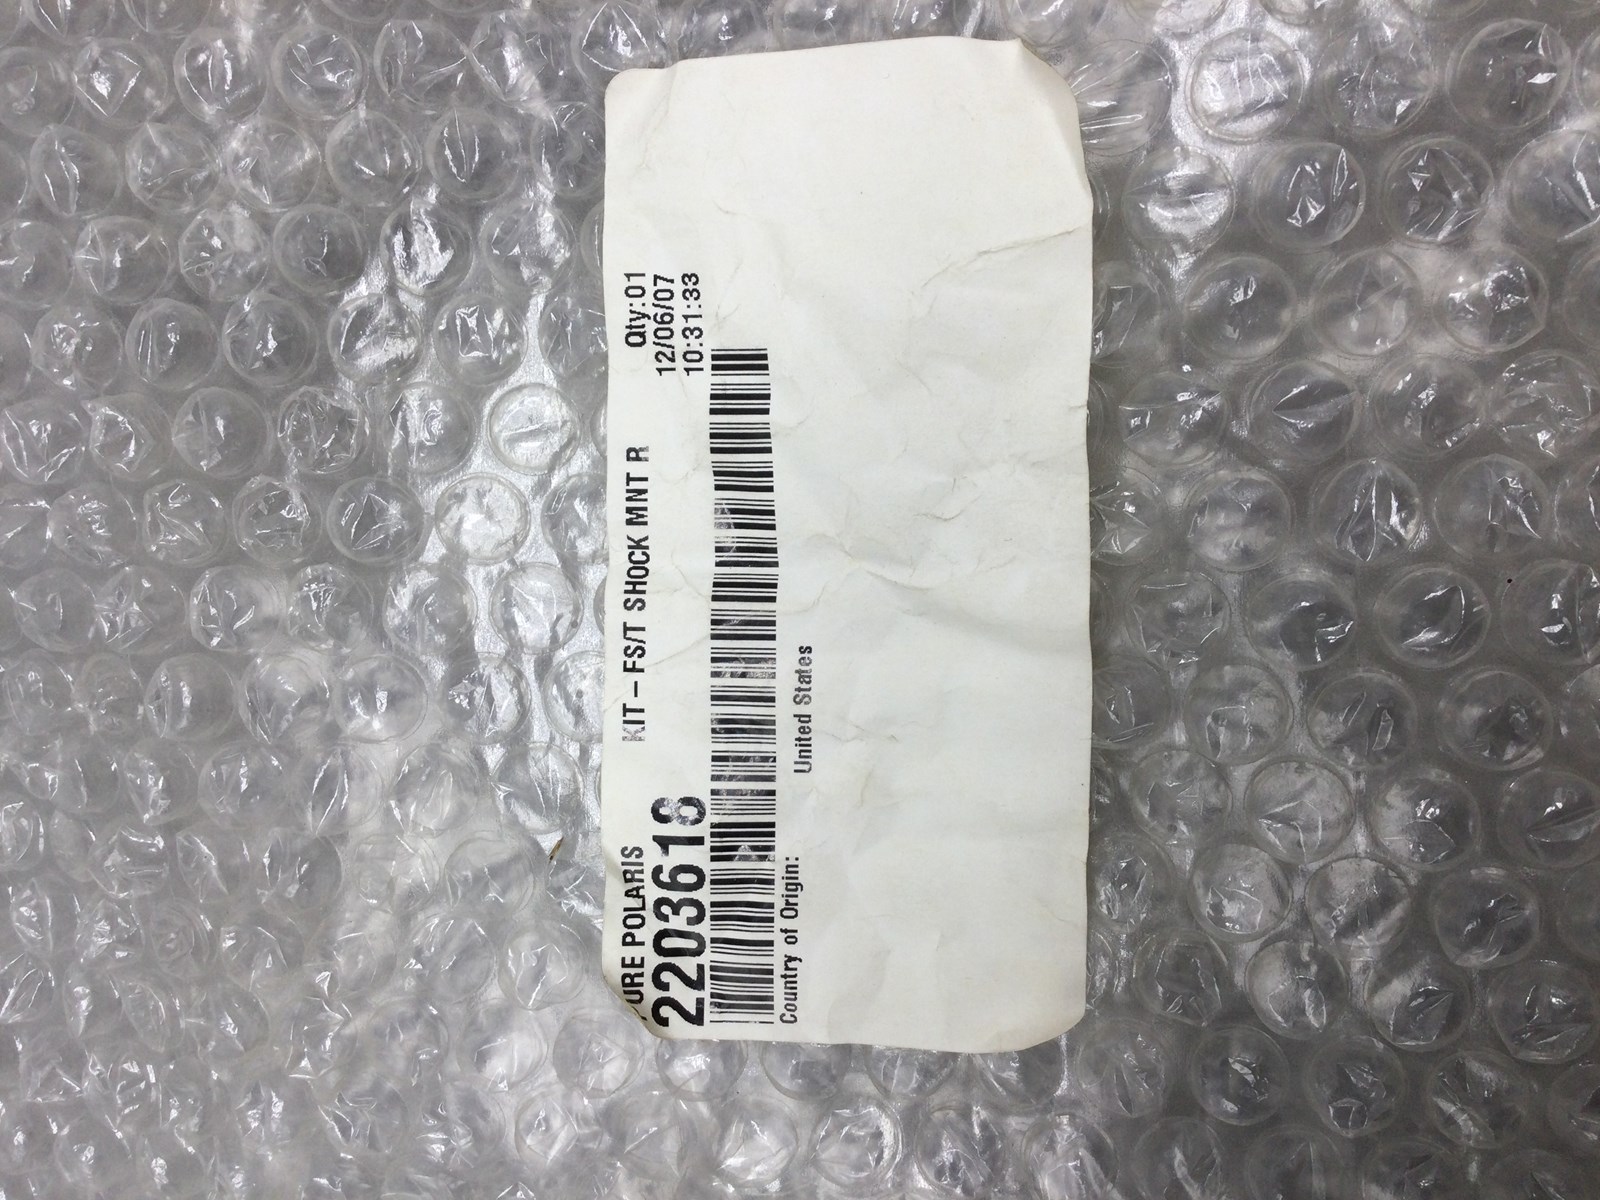 PURE POLARIS KIT - FS/T SHOCK MNT R Qty:01
2203618 12/06/07
10:31:33
Country of Origin: United States